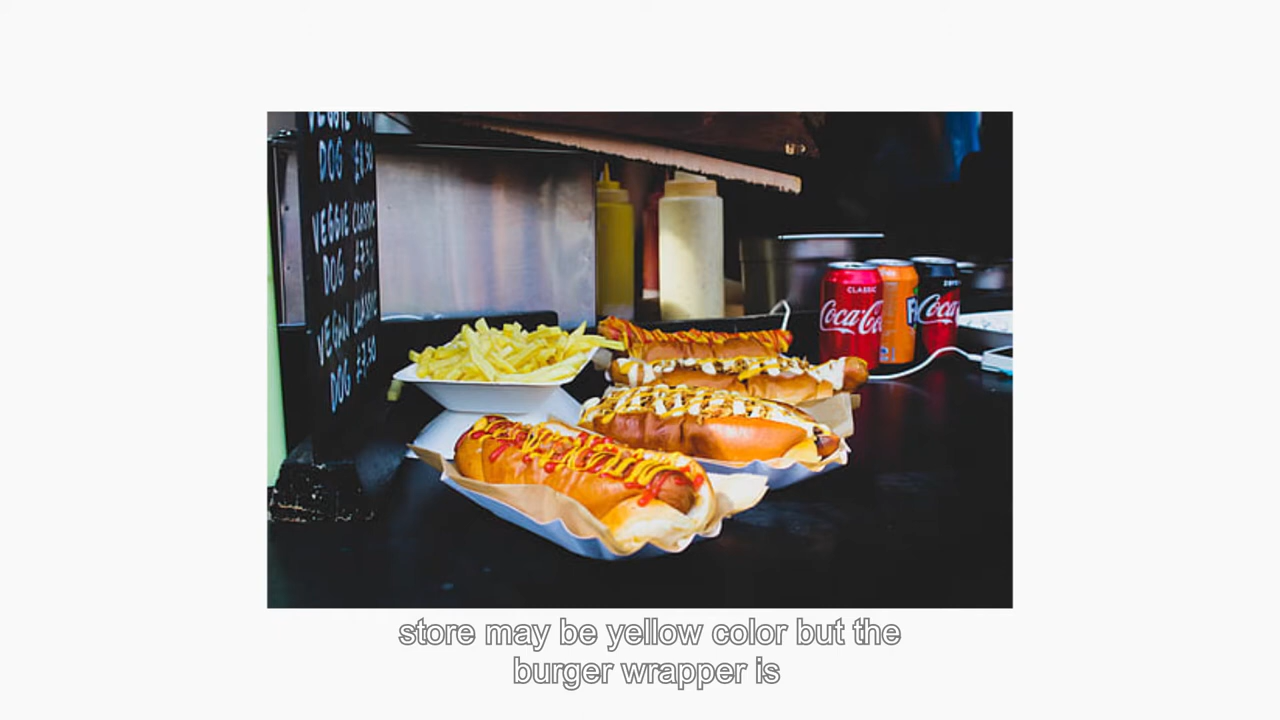 VEGGIE
DOG
VEGGIE CLASSIC
DOG
VEGAN CLASSIC
DOG
CLASSIC
Coca-Cola
Coca
store may be yellow color but the
burger wrapper is